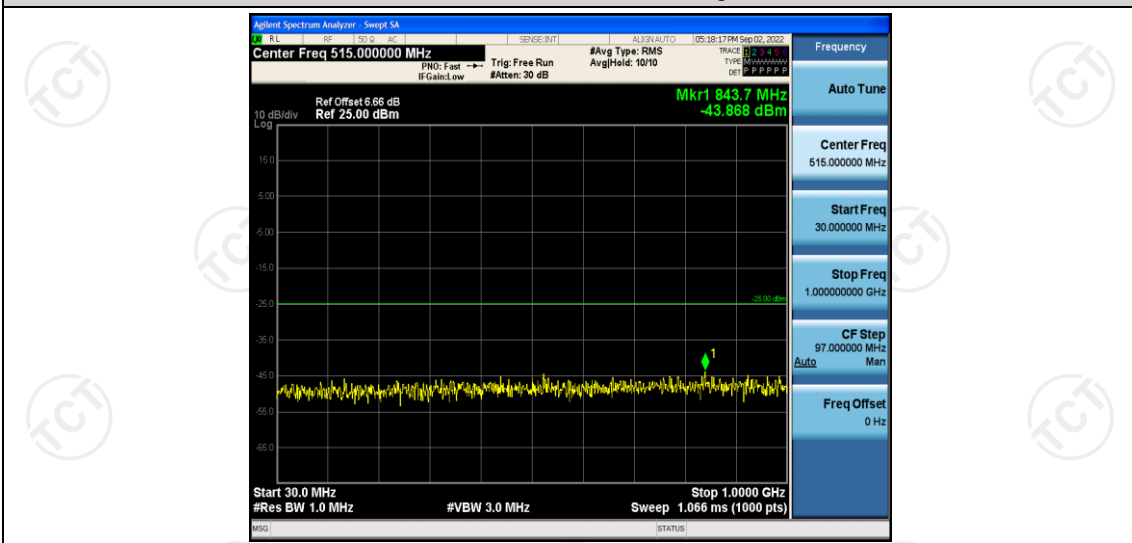 Agilent Spectrum Analyzer - Swept SA
RL RF 50 Ω AC SENSE:INT ALIGN AUTO 05:18:17 PM Sep 02, 2022
Center Freq 515.000000 MHz
PNO: Fast
IFGain:Low
Trig: Free Run
#Atten: 30 dB
#Avg Type: RMS
Avg|Hold: 10/10
TRACE 1 2 3 4 5 6
TYPE M
DET P P P P P P
Mkr1 843.7 MHz
-43.868 dBm
Ref Offset 6.66 dB
10 dB/div Ref 25.00 dBm
Log
15.0
5.00
-5.00
-15.0
-25.0
-25.00 dBm
-35.0
1
-45.0
-55.0
-65.0
Start 30.0 MHz Stop 1.0000 GHz
#Res BW 1.0 MHz #VBW 3.0 MHz Sweep 1.066 ms (1000 pts)
MSG STATUS
Frequency
Auto Tune
Center Freq
515.000000 MHz
Start Freq
30.000000 MHz
Stop Freq
1.000000000 GHz
CF Step
97.000000 MHz
Auto Man
Freq Offset
0 Hz
TCT
TCT
TCT
TCT
TCT
TCT